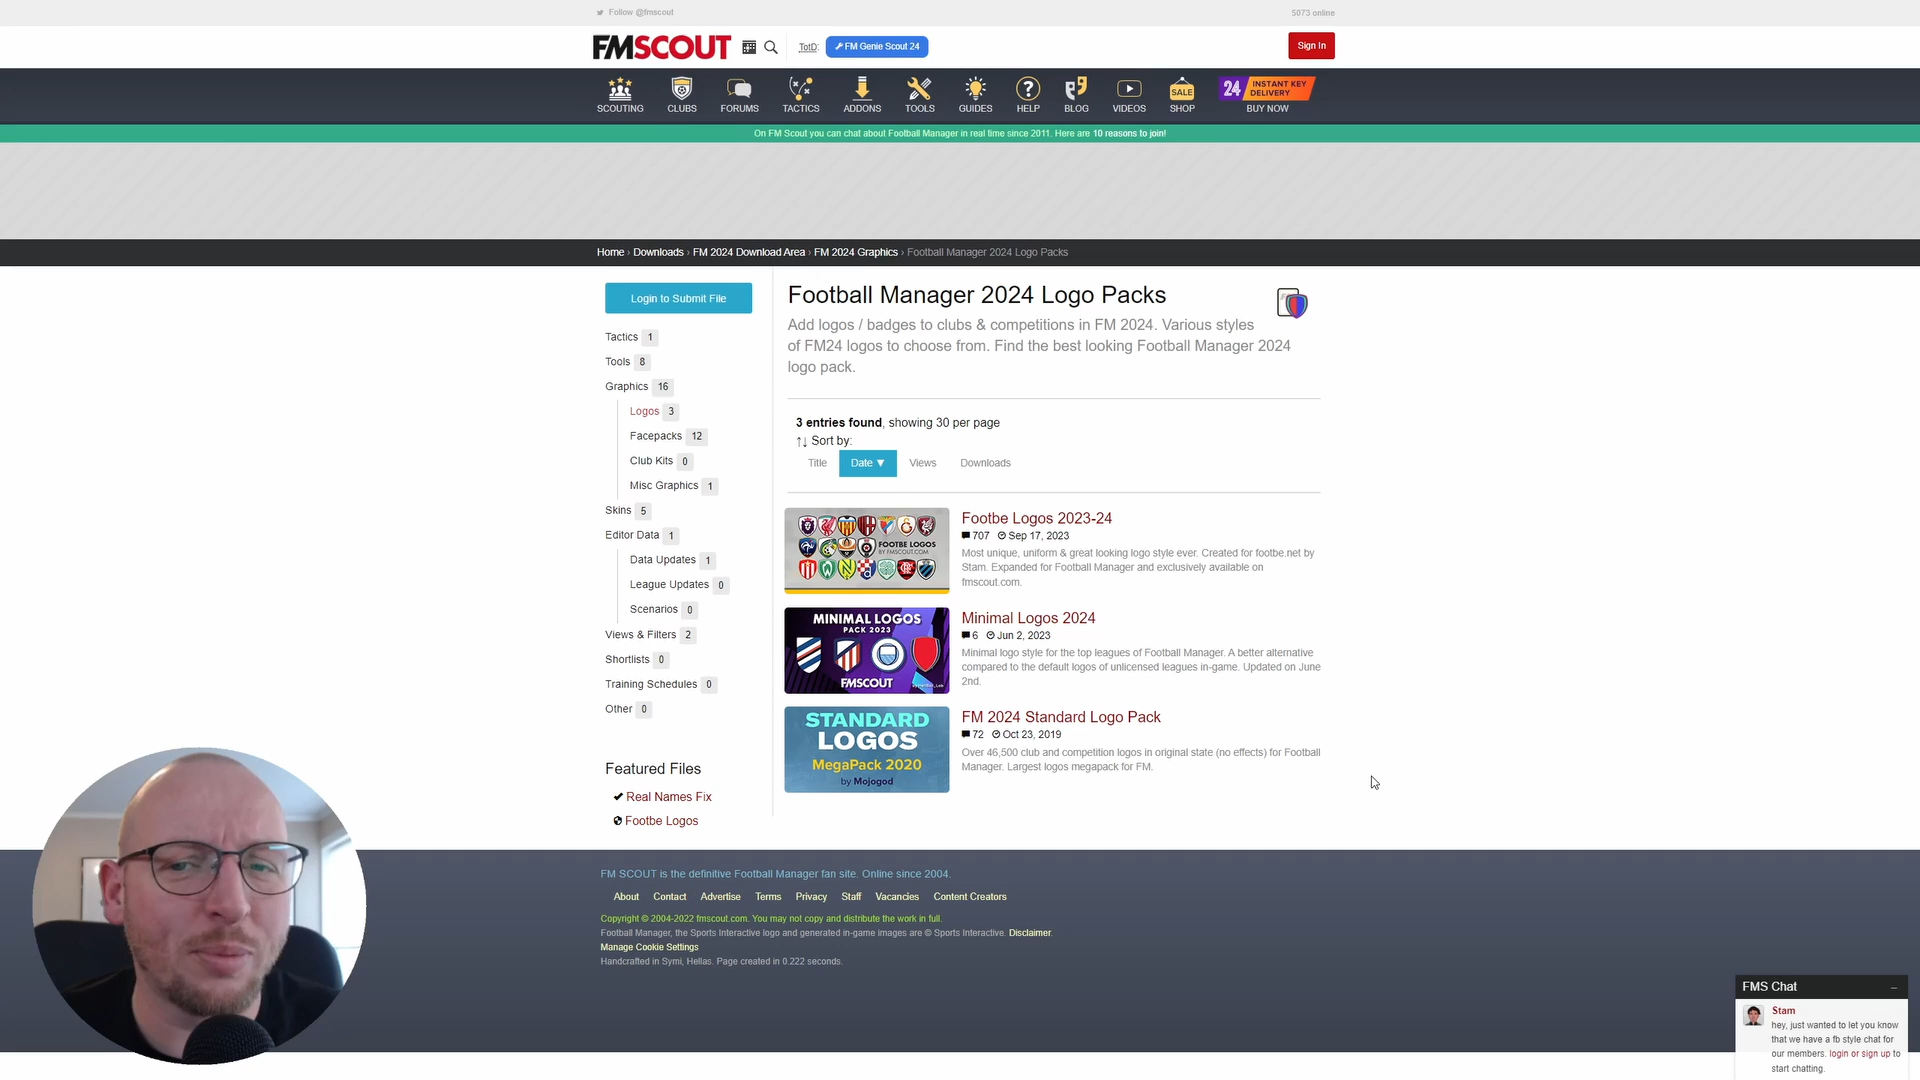 Follow @fmscout
5073 online
FMSCOUT
TotD:
FM Genie Scout 24
Sign In
SCOUTING
CLUBS
FORUMS
TACTICS
ADDONS
TOOLS
GUIDES
HELP
BLOG
VIDEOS
SALE
SHOP
24 INSTANT KEY
DELIVERY
BUY NOW
On FM Scout you can chat about Football Manager in real time since 2011. Here are 10 reasons to join!
Home › Downloads › FM 2024 Download Area › FM 2024 Graphics › Football Manager 2024 Logo Packs
Login to Submit File
Tactics 1
Tools 8
Graphics 16
Logos 3
Facepacks 12
Club Kits 0
Misc Graphics 1
Skins 5
Editor Data 1
Data Updates 1
League Updates 0
Scenarios 0
Views & Filters 2
Shortlists 0
Training Schedules 0
Other 0
Featured Files
Real Names Fix
Footbe Logos
Football Manager 2024 Logo Packs
Add logos / badges to clubs & competitions in FM 2024. Various styles
of FM24 logos to choose from. Find the best looking Football Manager 2024
logo pack.
3 entries found, showing 30 per page
↑↓ Sort by:
Title
Date ▼
Views
Downloads
FOOTBE LOGOS
BY FMSCOUT.COM
Footbe Logos 2023-24
707 Sep 17, 2023
Most unique, uniform & great looking logo style ever. Created for footbe.net by
Stam. Expanded for Football Manager and exclusively available on
fmscout.com.
MINIMAL LOGOS
PACK 2023
FMSCOUT
Minimal Logos 2024
6 Jun 2, 2023
Minimal logo style for the top leagues of Football Manager. A better alternative
compared to the default logos of unlicensed leagues in-game. Updated on June
2nd.
STANDARD
LOGOS
MegaPack 2020
by Mojogod
FM 2024 Standard Logo Pack
72 Oct 23, 2019
Over 46,500 club and competition logos in original state (no effects) for Football
Manager. Largest logos megapack for FM.
FM SCOUT is the definitive Football Manager fan site. Online since 2004.
About
Contact
Advertise
Terms
Privacy
Staff
Vacancies
Content Creators
Copyright © 2004-2022 fmscout.com. You may not copy and distribute the work in full.
Football Manager, the Sports Interactive logo and generated in-game images are © Sports Interactive. Disclaimer.
Manage Cookie Settings
Handcrafted in Symi, Hellas. Page created in 0.222 seconds.
FMS Chat
Stam
hey, just wanted to let you know
that we have a fb style chat for
our members. login or sign up to
start chatting.